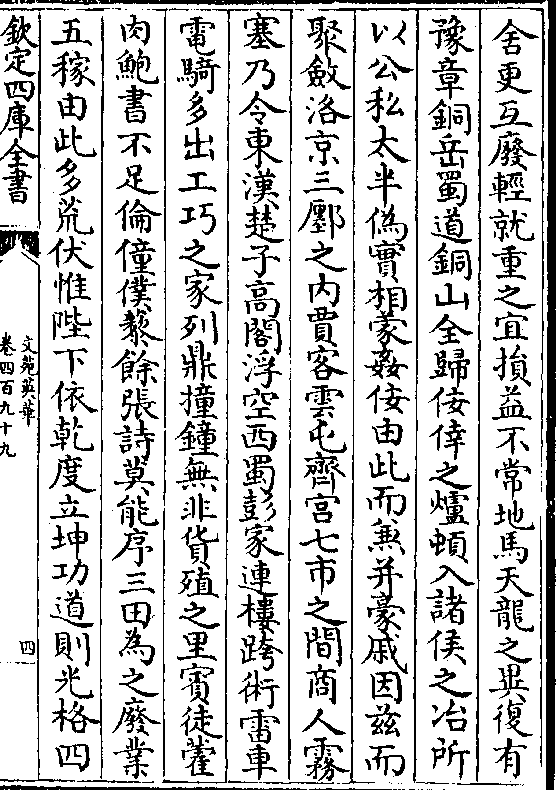 舍更互廢輕就重之宜損益不常地馬天龍之異復有
豫章銅岳蜀道銅山全歸佞倖之爐頓入諸侯之冶所
以公私太半偽實相蒙姦佞由此而兼并豪戚因兹而
聚斂洛京三鄽之内賈客雲屯齊宫七市之間商人霧
塞乃令東漢楚子高閣浮空西蜀彭家連樓跨術雷車
電騎多出工巧之家列鼎撞鐘無非貨殖之里賓徒藿
肉鮑書不足倫僮僕藜餘張詩莫能序三田為之廢業
五稼由此多荒伏惟陛下依乾度立坤功道則光格四
欽定四庫全書
文苑英華
卷四百九十九
四